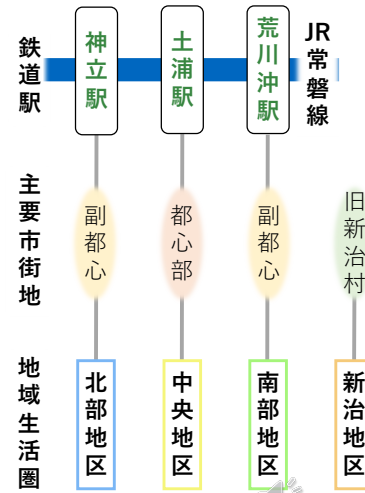 鉄道駅
神立駅
土浦駅
荒川沖駅
JR常磐線
主要市街地
副都心
都心部
副都心
旧新治村
地域生活圏
北部地区
中央地区
南部地区
新治地区